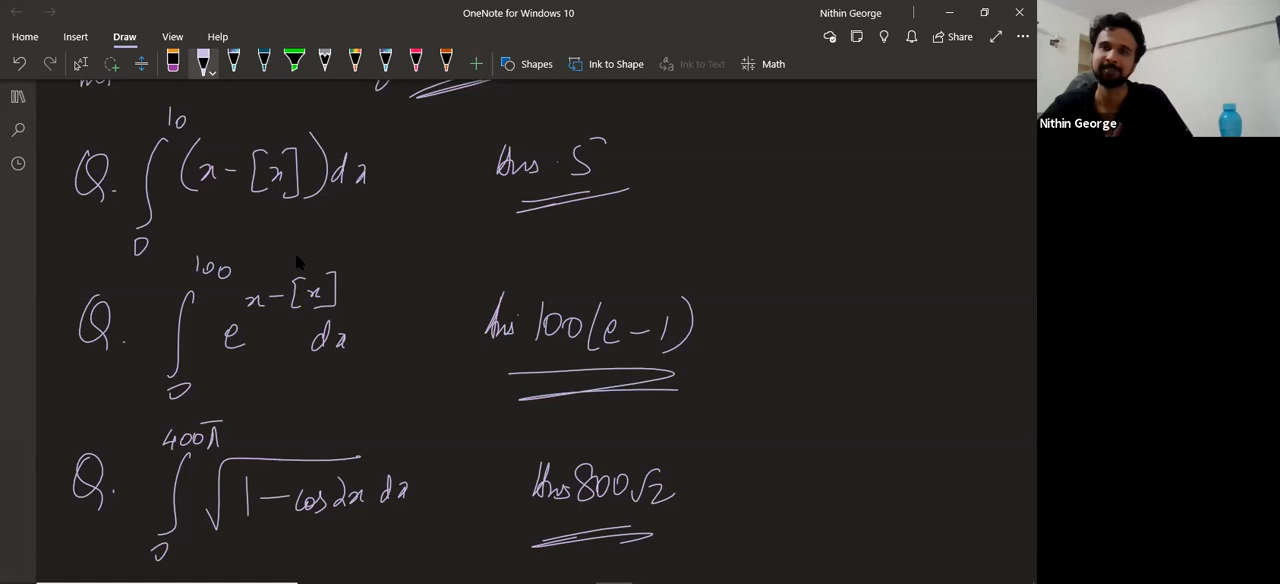 OneNote for Windows 10
Nithin George
Home Insert Draw View Help
Share
Shapes Ink to Shape Ink to Text Math
Nithin George
Q. ∫₀¹⁰ (x - [x]) dx Ans. 5
Q. ∫₀¹⁰⁰ e^(x - [x]) dx Ans 100(e - 1)
Q. ∫₀^(400π) √(1 - cos2x) dx Ans 800√2